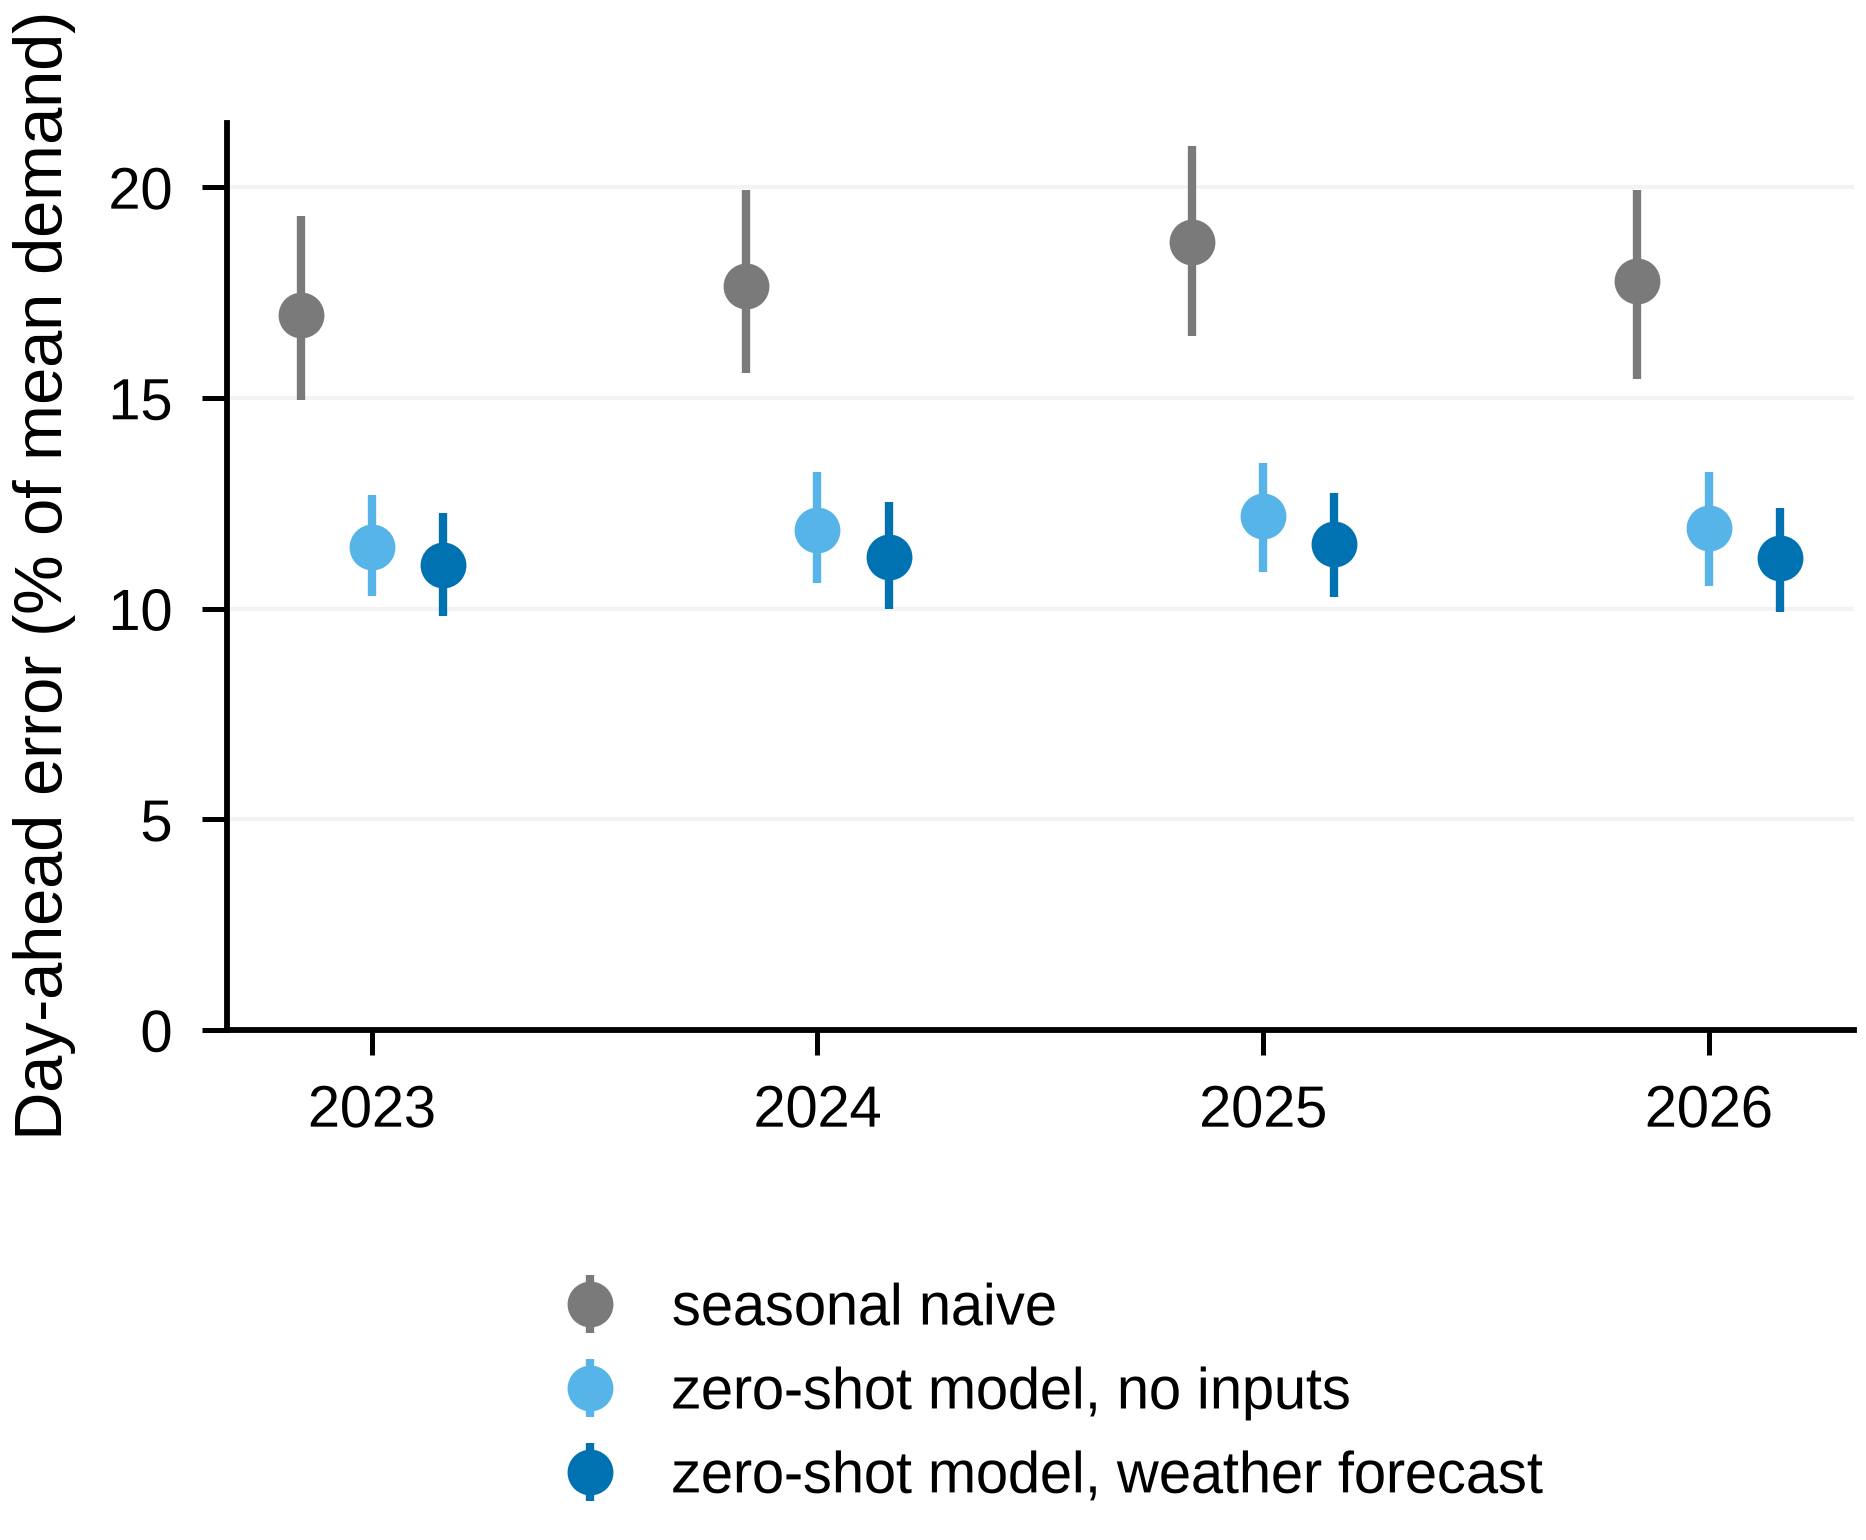 Day-ahead error (% of mean demand)
20
15
10
5
0
2023
2024
2025
2026
seasonal naive
zero-shot model, no inputs
zero-shot model, weather forecast